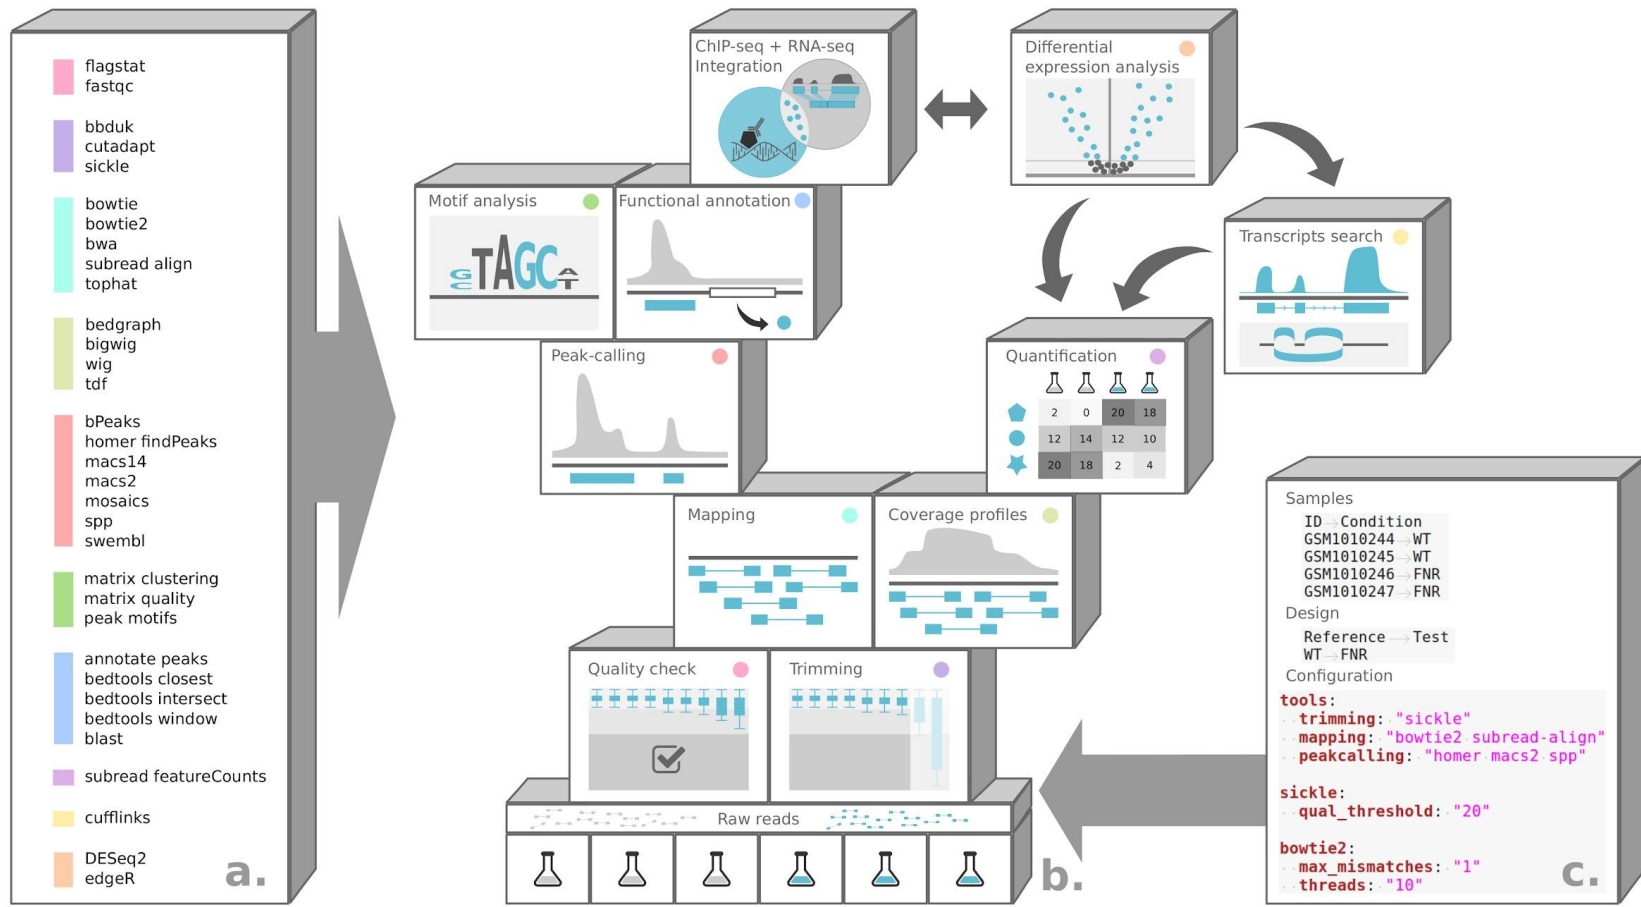 flagstat
fastqc
bbduk
cutadapt
sickle
bowtie
bowtie2
bwa
subread align
tophat
bedgraph
bigwig
wig
tdf
bPeaks
homer findPeaks
macs14
macs2
mosaics
spp
swembl
matrix clustering
matrix quality
peak motifs
annotate peaks
bedtools closest
bedtools intersect
bedtools window
blast
subread featureCounts
cufflinks
DESeq2
edgeR
a.
ChIP-seq + RNA-seq
Integration
Differential
expression analysis
Motif analysis
G
C
TAGC
A
T
Functional annotation
Transcripts search
Peak-calling
Quantification
2 0 20 18
12 14 12 10
20 18 2 4
Mapping
Coverage profiles
Quality check
Trimming
Raw reads
b.
Samples
ID→Condition
GSM1010244→WT
GSM1010245→WT
GSM1010246→FNR
GSM1010247→FNR
Design
Reference→Test
WT→FNR
Configuration
tools:
trimming: "sickle"
mapping: "bowtie2 subread-align"
peakcalling: "homer macs2 spp"
sickle:
qual_threshold: "20"
bowtie2:
max_mismatches: "1"
threads: "10"
c.